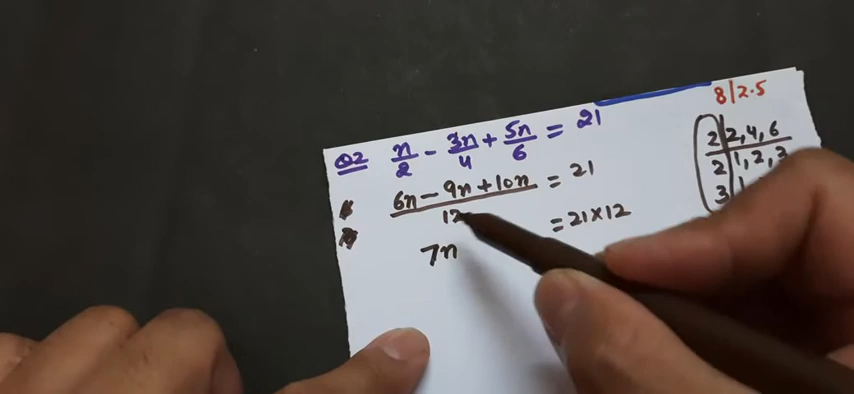 8/2.5
Q2 n/2 - 3n/4 + 5n/6 = 21
2 | 2, 4, 6
6n - 9n + 10n / 12 = 21
2 | 1, 2, 3
3 | 1
7n = 21 × 12